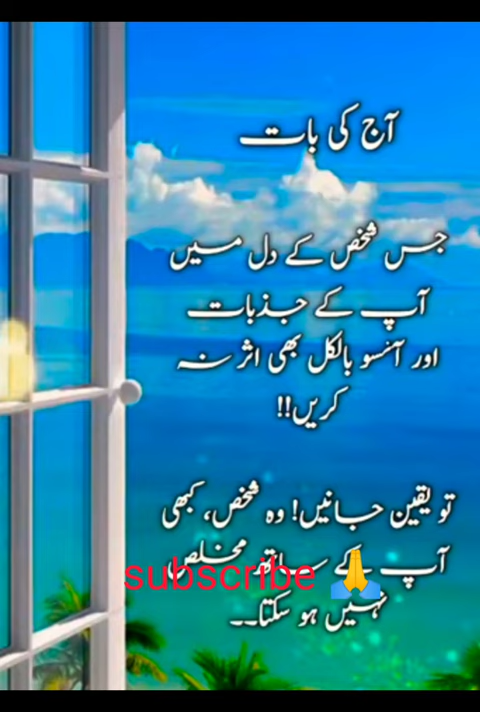 آج کی بات
جس شخص کے دل میں
آپ کے جذبات
اور آنسو بالکل بھی اثر نہ
کریں!!
تو یقین جانیں! وہ شخص، کبھی
آپ کے ساتھ مخلص
subscribe 🙏
نہیں ہو سکتا۔۔